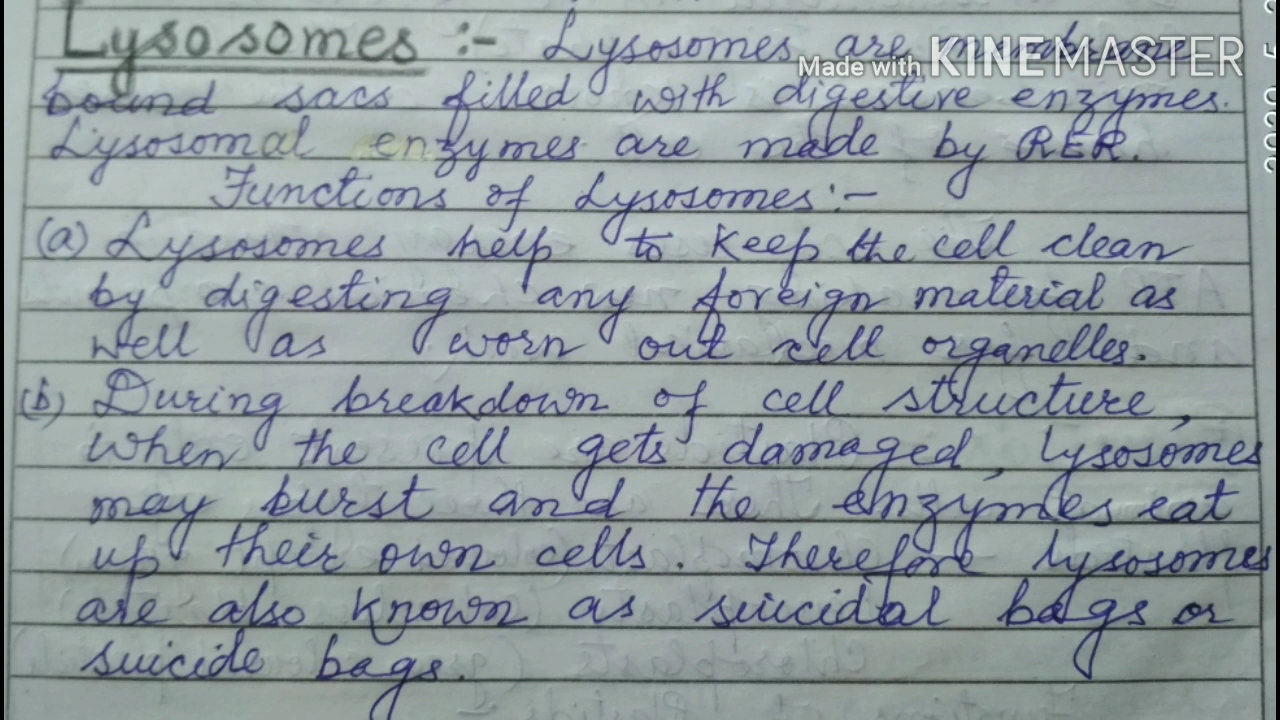 Lysosomes :- Lysosomes are membrane
Made with KINEMASTER
bound sacs filled with digestive enzymes.
Lysosomal enzymes are made by RER.
Functions of Lysosomes:-
(a) Lysosomes help to keep the cell clean
by digesting any foreign material as
well as worn out cell organelles.
(b) During breakdown of cell structure,
when the cell gets damaged, lysosomes
may burst and the enzymes eat
up their own cells. Therefore lysosomes
are also known as suicidal bags or
suicide bags.